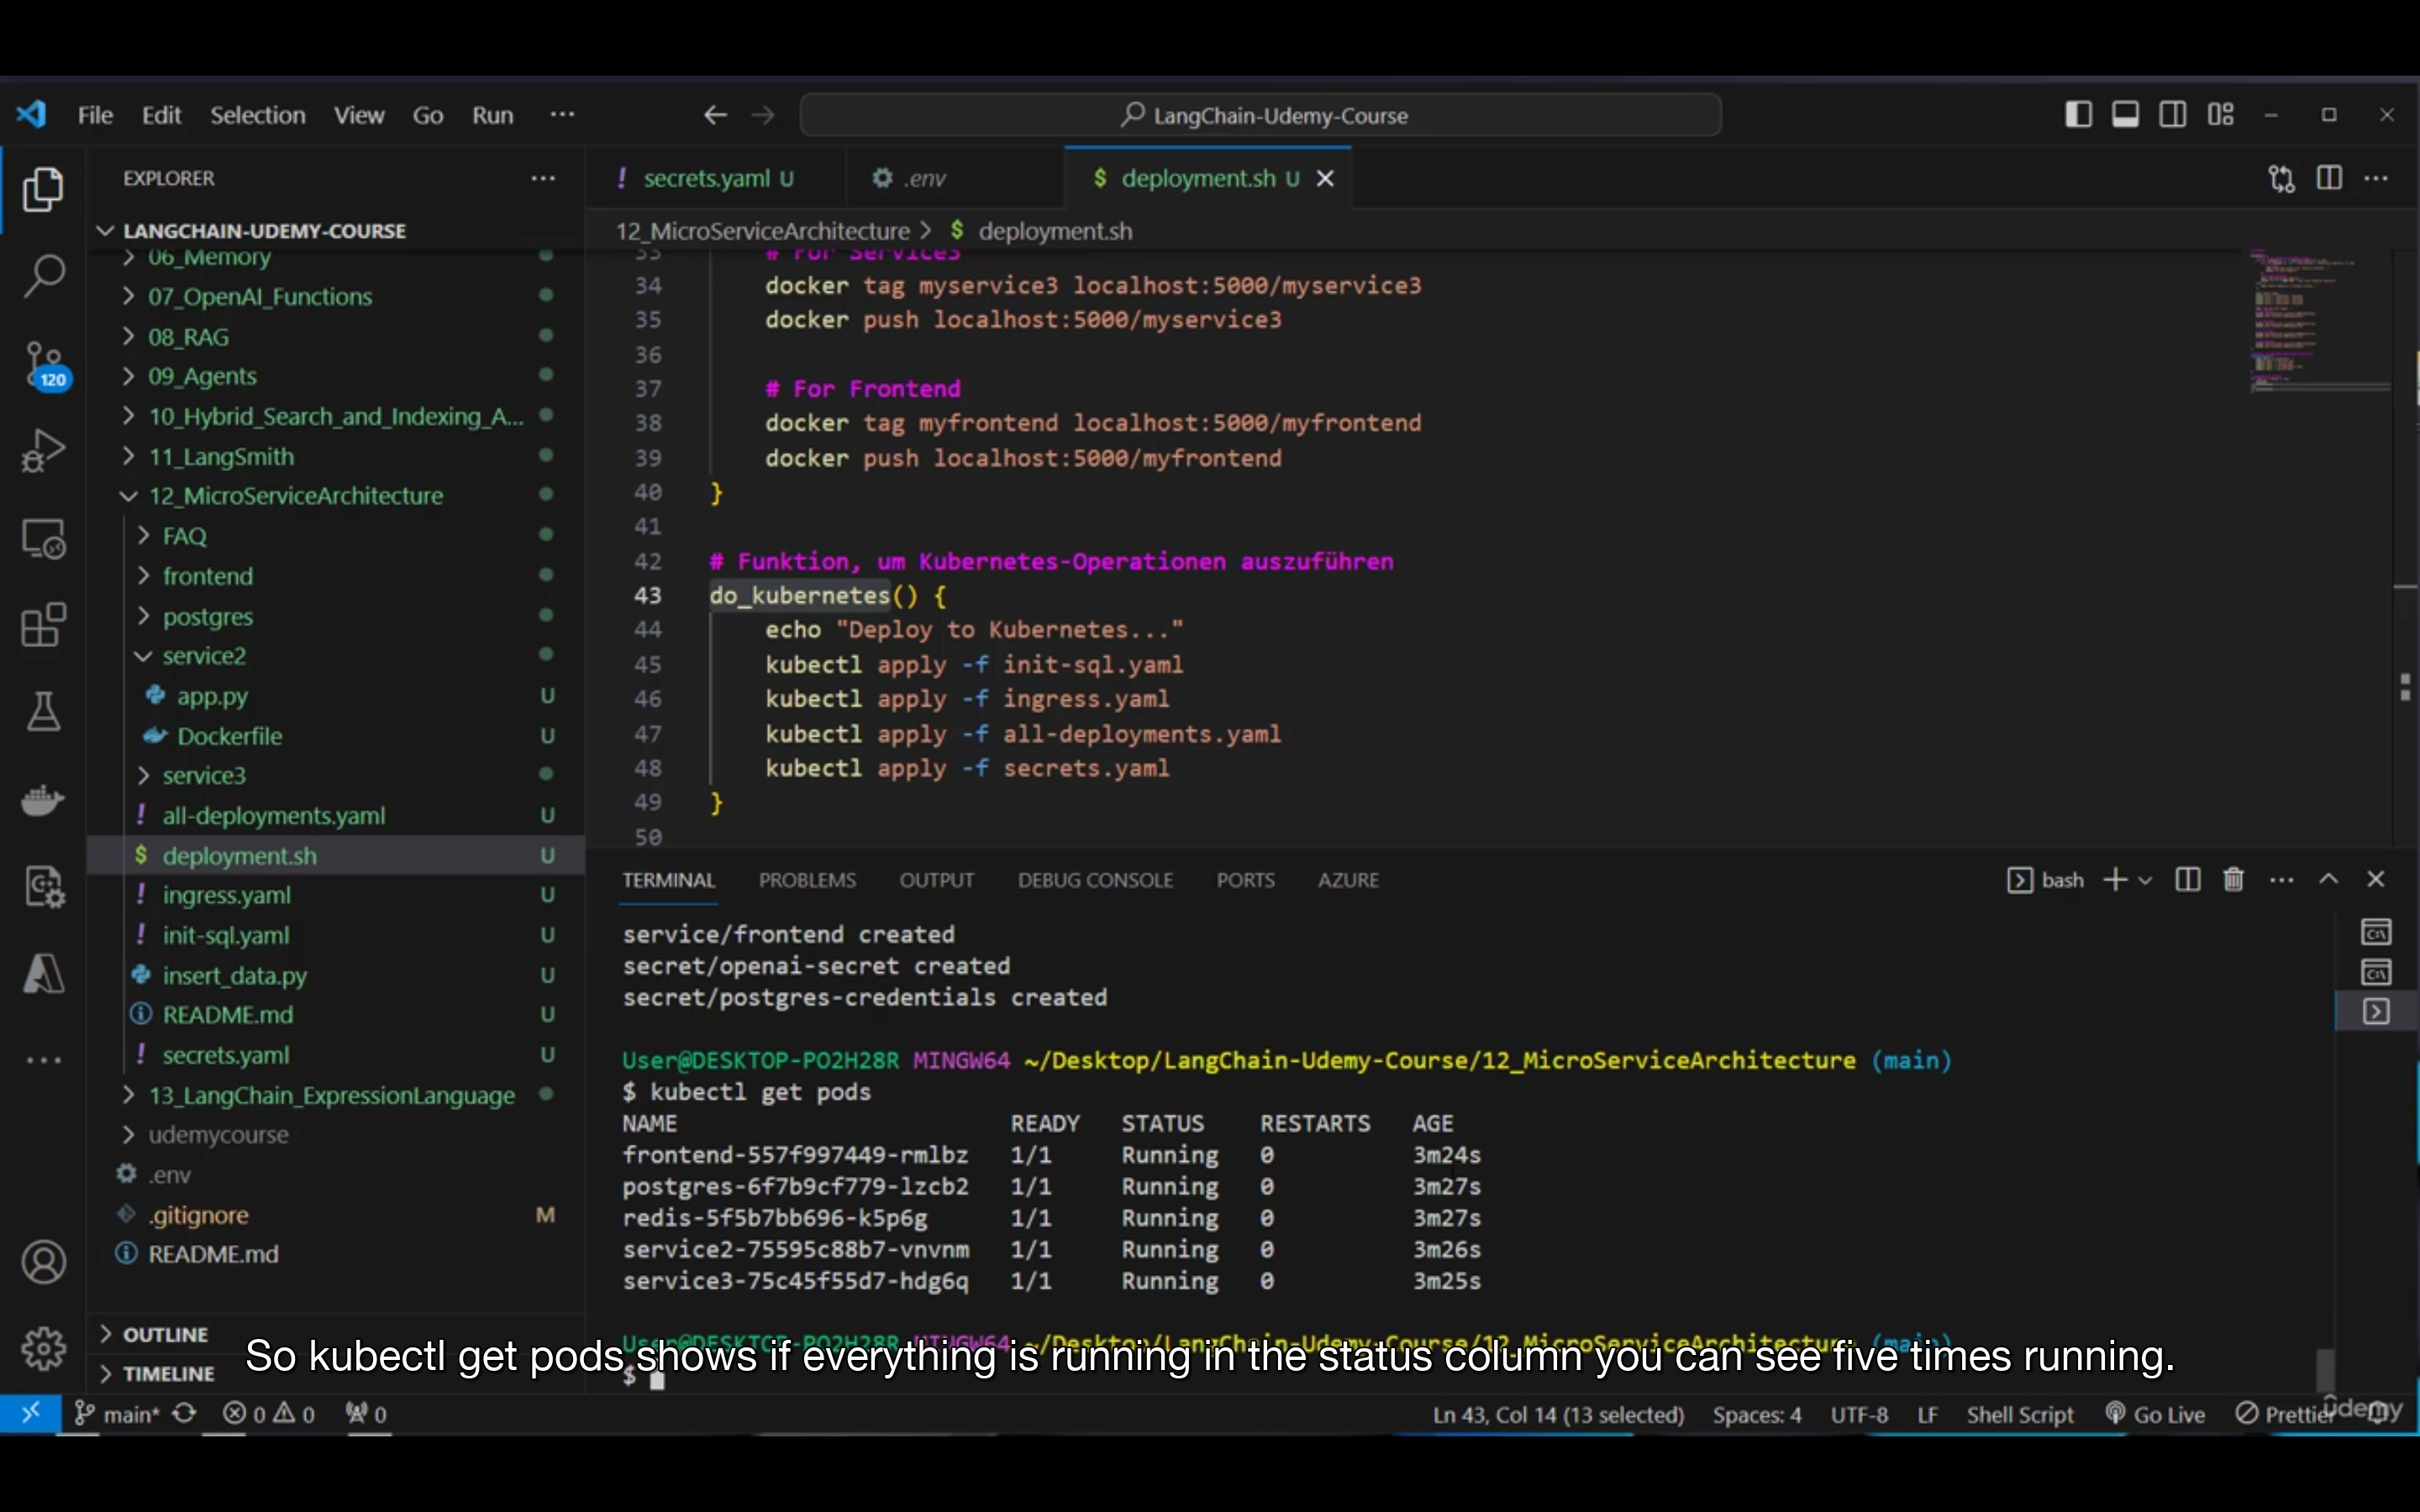 File Edit Selection View Go Run ...
LangChain-Udemy-Course
EXPLORER
LANGCHAIN-UDEMY-COURSE
06_Memory
07_OpenAI_Functions
08_RAG
09_Agents
10_Hybrid_Search_and_Indexing_A...
11_LangSmith
120
12_MicroServiceArchitecture
FAQ
frontend
postgres
service2
app.py U
Dockerfile U
service3
! all-deployments.yaml U
$ deployment.sh U
! ingress.yaml U
! init-sql.yaml U
insert_data.py U
README.md U
! secrets.yaml U
13_LangChain_ExpressionLanguage
udemycourse
.env
.gitignore M
README.md
OUTLINE
TIMELINE
! secrets.yaml U .env $ deployment.sh U
12_MicroServiceArchitecture > $ deployment.sh
33 # For Service3
34 docker tag myservice3 localhost:5000/myservice3
35 docker push localhost:5000/myservice3
36
37 # For Frontend
38 docker tag myfrontend localhost:5000/myfrontend
39 docker push localhost:5000/myfrontend
40 }
41
42 # Funktion, um Kubernetes-Operationen auszuführen
43 do_kubernetes() {
44 echo "Deploy to Kubernetes..."
45 kubectl apply -f init-sql.yaml
46 kubectl apply -f ingress.yaml
47 kubectl apply -f all-deployments.yaml
48 kubectl apply -f secrets.yaml
49 }
50
TERMINAL PROBLEMS OUTPUT DEBUG CONSOLE PORTS AZURE
bash
service/frontend created
secret/openai-secret created
secret/postgres-credentials created
User@DESKTOP-PO2H28R MINGW64 ~/Desktop/LangChain-Udemy-Course/12_MicroServiceArchitecture (main)
$ kubectl get pods
NAME READY STATUS RESTARTS AGE
frontend-557f997449-rmlbz 1/1 Running 0 3m24s
postgres-6f7b9cf779-lzcb2 1/1 Running 0 3m27s
redis-5f5b7bb696-k5p6g 1/1 Running 0 3m27s
service2-75595c88b7-vnvnm 1/1 Running 0 3m26s
service3-75c45f55d7-hdg6q 1/1 Running 0 3m25s
User@DESKTOP-PO2H28R MINGW64 ~/Desktop/LangChain-Udemy-Course/12_MicroServiceArchitecture (main)
$
So kubectl get pods shows if everything is running in the status column you can see five times running.
main* 0 0 0
Ln 43, Col 14 (13 selected) Spaces: 4 UTF-8 LF Shell Script Go Live Prettier
ûdemy